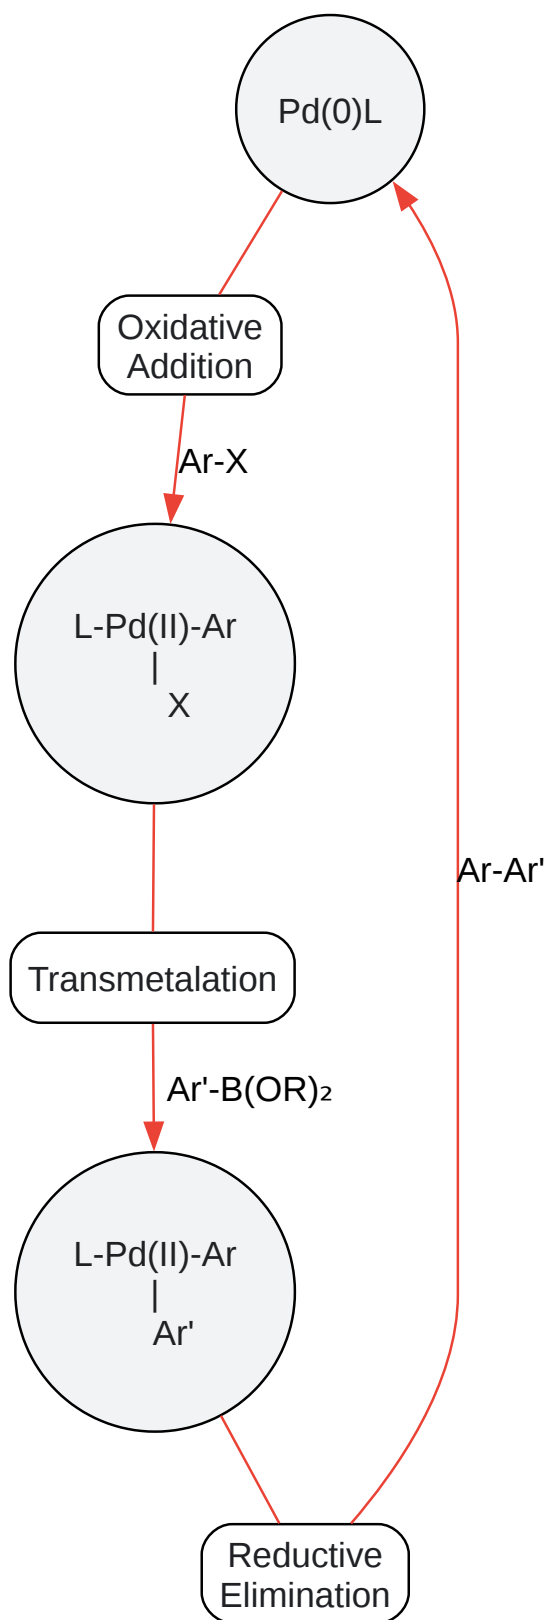 Pd(0)L
Oxidative
Addition
Ar-X
L-Pd(II)-Ar
|
X
Ar-Ar'
Transmetalation
Ar'-B(OR)₂
L-Pd(II)-Ar
|
Ar'
Reductive
Elimination